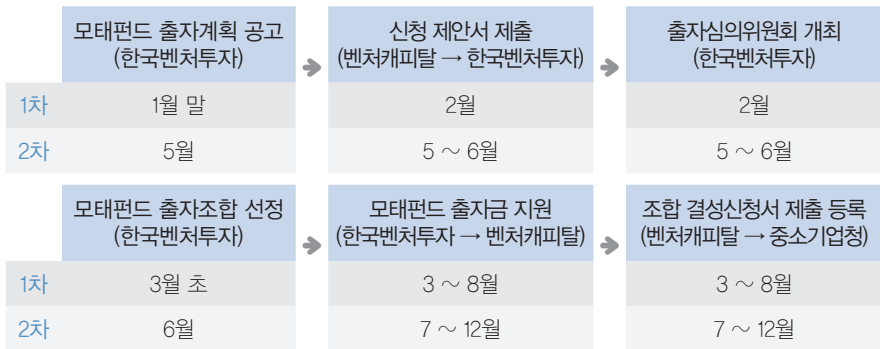 모태펀드 출자계획 공고
(한국벤처투자)
신청 제안서 제출
(벤처캐피탈 → 한국벤처투자)
출자심의위원회 개최
(한국벤처투자)
1차 1월 말 2월 2월
2차 5월 5 ～ 6월 5 ～ 6월
모태펀드 출자조합 선정
(한국벤처투자)
모태펀드 출자금 지원
(한국벤처투자 → 벤처캐피탈)
조합 결성신청서 제출 등록
(벤처캐피탈 → 중소기업청)
1차 3월 초 3 ～ 8월 3 ～ 8월
2차 6월 7 ～ 12월 7 ～ 12월